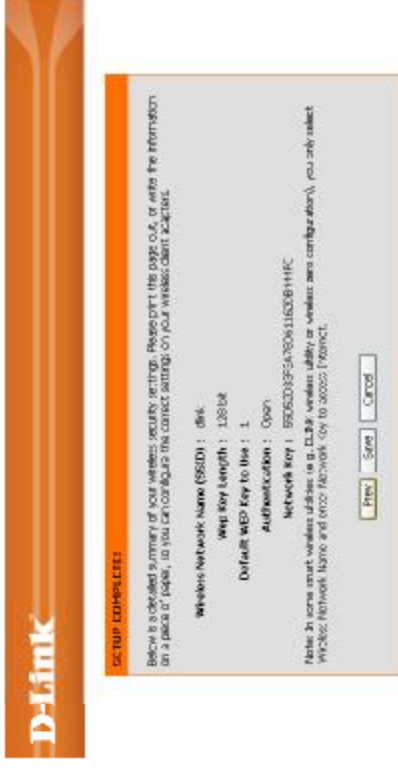 D-Link
SETUP COMPLETE!
Below is a detailed summary of your wireless security settings. Please print this page out, or write the information
on a piece of paper, so you can configure the correct settings on your wireless client adapters.
Wireless Network Name (SSID) : dlink
Wep Key Length : 128 bit
Default WEP Key to Use : 1
Authentication : Open
Network Key :
Note: In some smart wireless utilities (e.g. D-Link wireless utility or wireless zero configuration), you only select
Wireless Network Name and enter Network Key to access Internet.
Prev Save Cancel